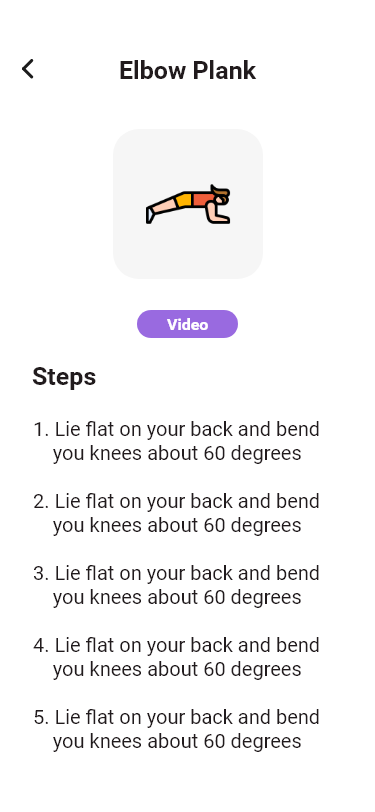 Elbow Plank
Video
Steps
1. Lie flat on your back and bend
you knees about 60 degrees
2. Lie flat on your back and bend
you knees about 60 degrees
3. Lie flat on your back and bend
you knees about 60 degrees
4. Lie flat on your back and bend
you knees about 60 degrees
5. Lie flat on your back and bend
you knees about 60 degrees